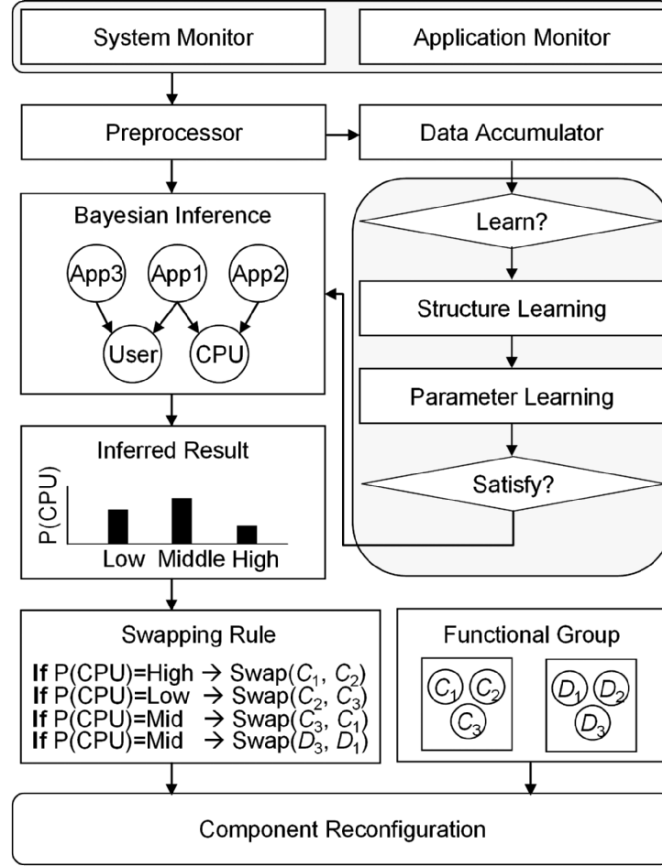 System Monitor
Application Monitor
Preprocessor
Data Accumulator
Bayesian Inference
App3
App1
App2
User
CPU
Learn?
Structure Learning
Parameter Learning
Satisfy?
Inferred Result
P(CPU)
Low Middle High
Swapping Rule
If P(CPU)=High → Swap(C1, C2)
If P(CPU)=Low → Swap(C2, C3)
If P(CPU)=Mid → Swap(C3, C1)
If P(CPU)=Mid → Swap(D3, D1)
Functional Group
C1 C2
C3
D1 D2
D3
Component Reconfiguration